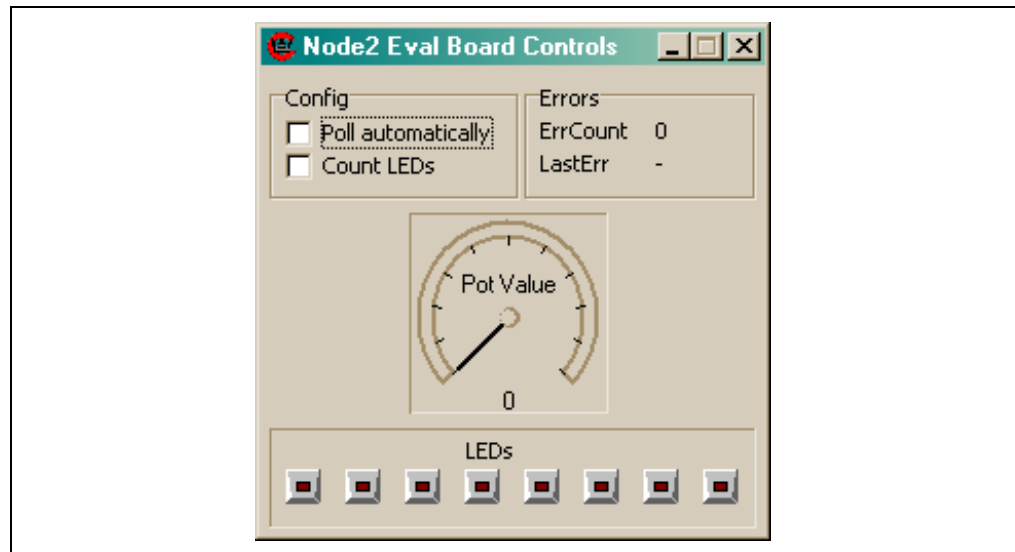 Node2 Eval Board Controls
Config
Poll automatically
Count LEDs
Errors
ErrCount 0
LastErr -
Pot Value
0
LEDs